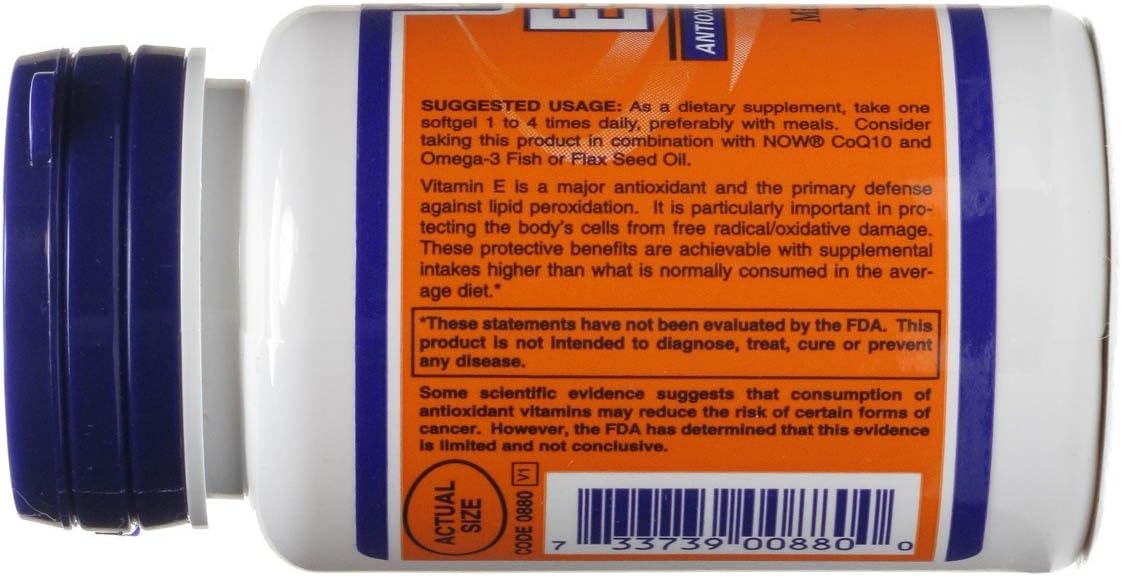 E
SUGGESTED USAGE: As a dietary supplement, take one
softgel 1 to 4 times daily, preferably with meals. Consider
taking this product in combination with NOW® CoQ10 and
Omega-3 Fish or Flax Seed Oil.
Vitamin E is a major antioxidant and the primary defense
against lipid peroxidation. It is particularly important in pro-
tecting the body's cells from free radical/oxidative damage.
These protective benefits are achievable with supplemental
intakes higher than what is normally consumed in the aver-
age diet.*
*These statements have not been evaluated by the FDA. This
product is not intended to diagnose, treat, cure or prevent
any disease.
Some scientific evidence suggests that consumption of
antioxidant vitamins may reduce the risk of certain forms of
cancer. However, the FDA has determined that this evidence
is limited and not conclusive.
ACTUAL
SIZE
CODE 0880 V1
7 33739 00880 0